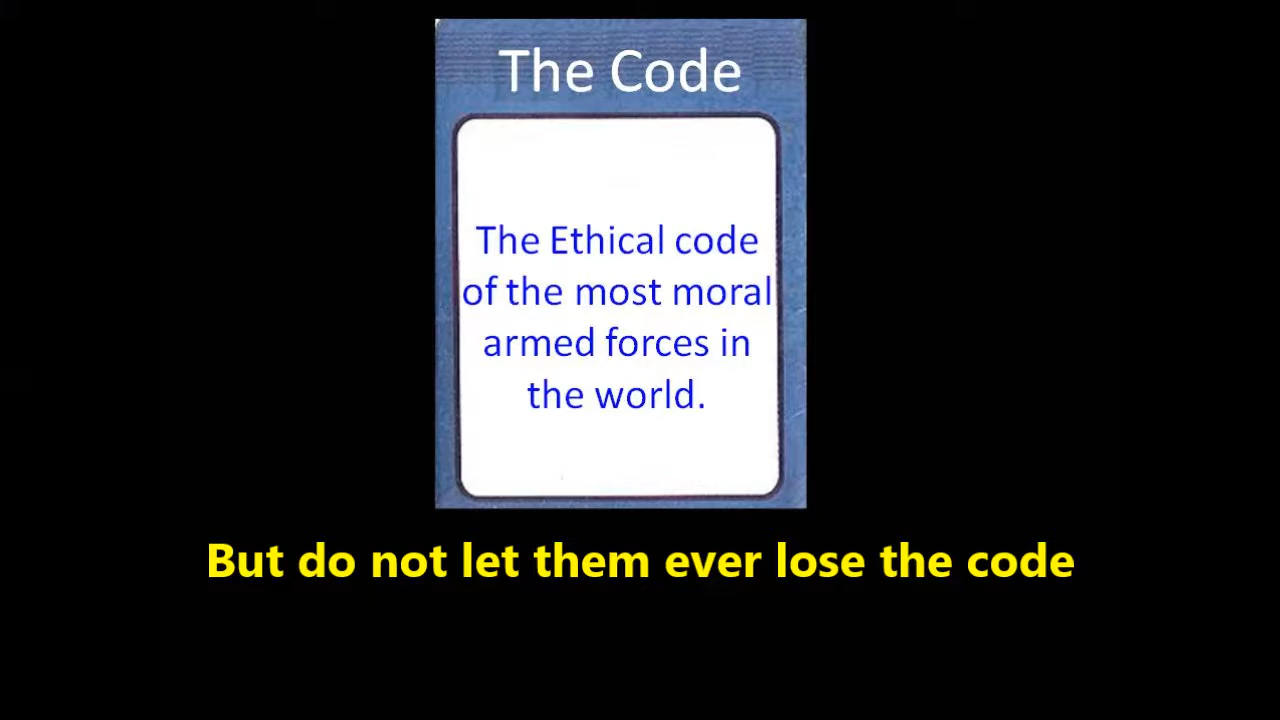 The Code
The Ethical code
of the most moral
armed forces in
the world.
But do not let them ever lose the code